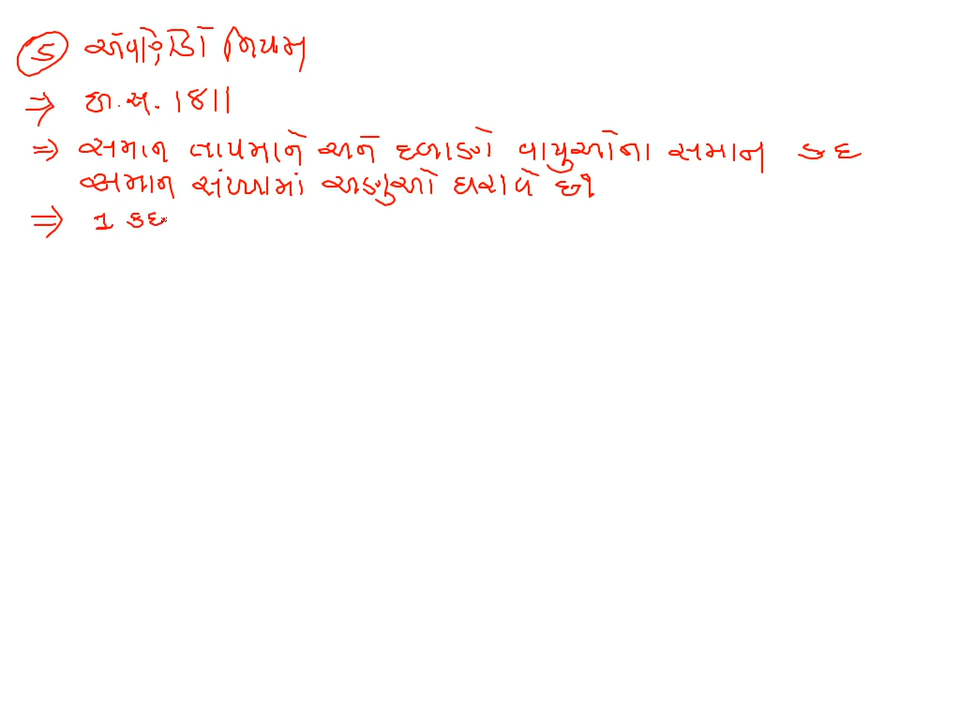 ⑤ એવોગેડ્રો નિયમ
⇒ ઇ.સ. 1811
⇒ સમાન તાપમાને અને દબાણે વાયુઓના સમાન કદ
સમાન સંખ્યામાં અણુઓ ધરાવે છે
⇒ 1 કદ